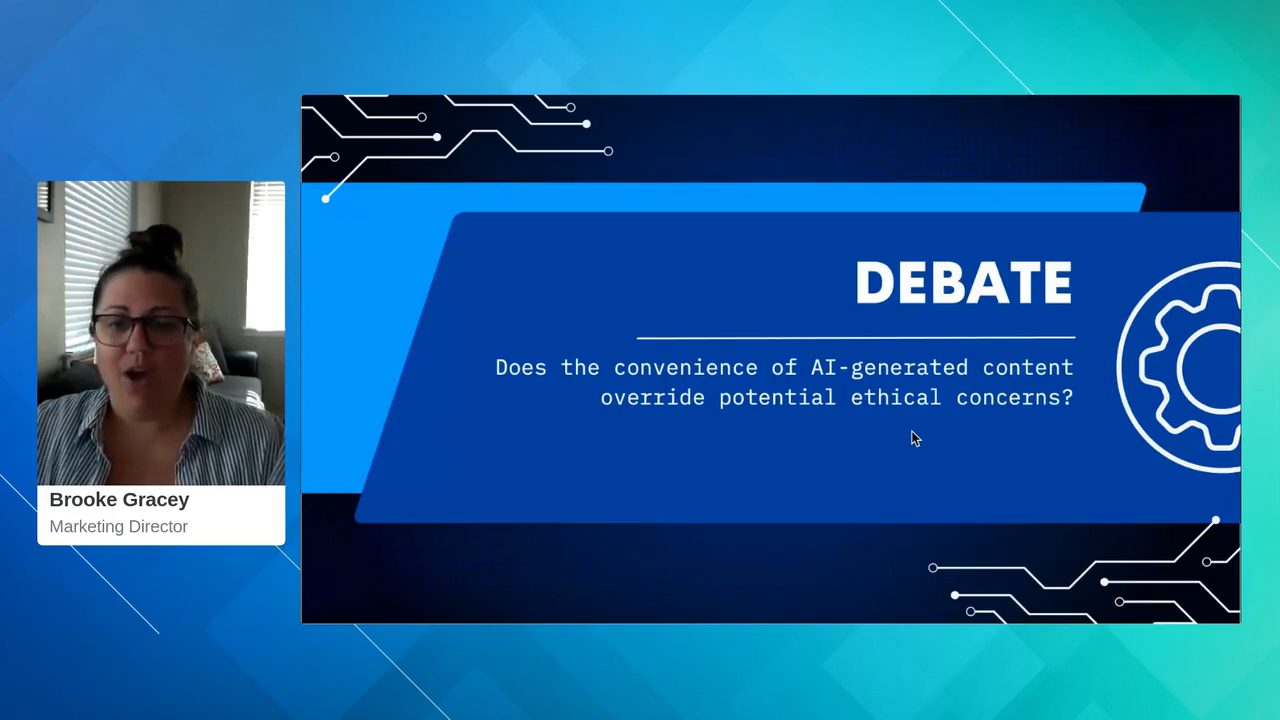 Brooke Gracey
Marketing Director
DEBATE
Does the convenience of AI-generated content
override potential ethical concerns?